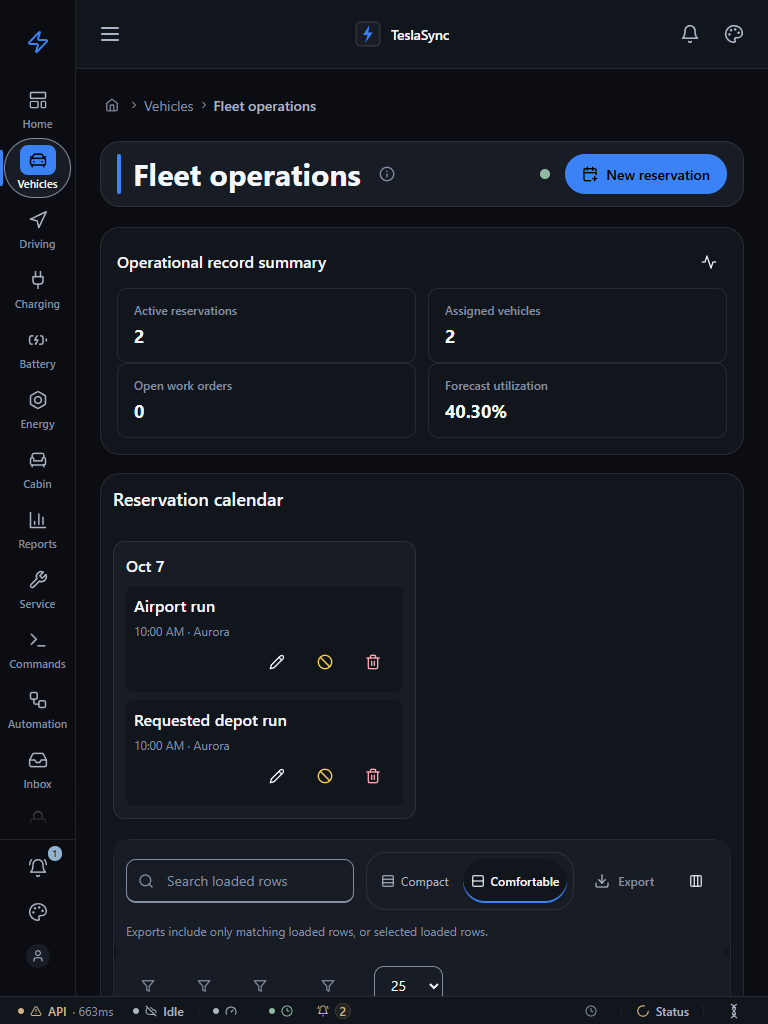 TeslaSync
Home
Vehicles
Driving
Charging
Battery
Energy
Cabin
Reports
Service
Commands
Automation
Inbox
1
Vehicles
Fleet operations
Fleet operations
New reservation
Operational record summary
Active reservations
2
Assigned vehicles
2
Open work orders
0
Forecast utilization
40.30%
Reservation calendar
Oct 7
Airport run
10:00 AM · Aurora
Requested depot run
10:00 AM · Aurora
Search loaded rows
Compact
Comfortable
Export
Exports include only matching loaded rows, or selected loaded rows.
25
API · 663ms
Idle
2
Status